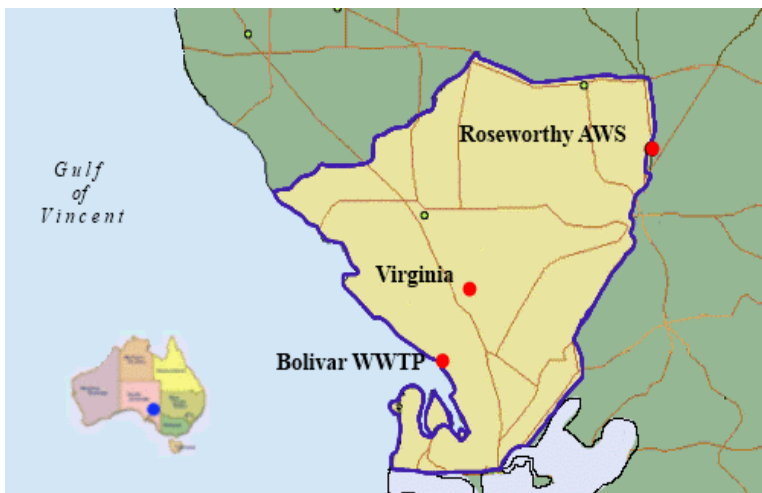 Roseworthy AWS
Gulf
of
Vincent
Virginia
Bolivar WWTP